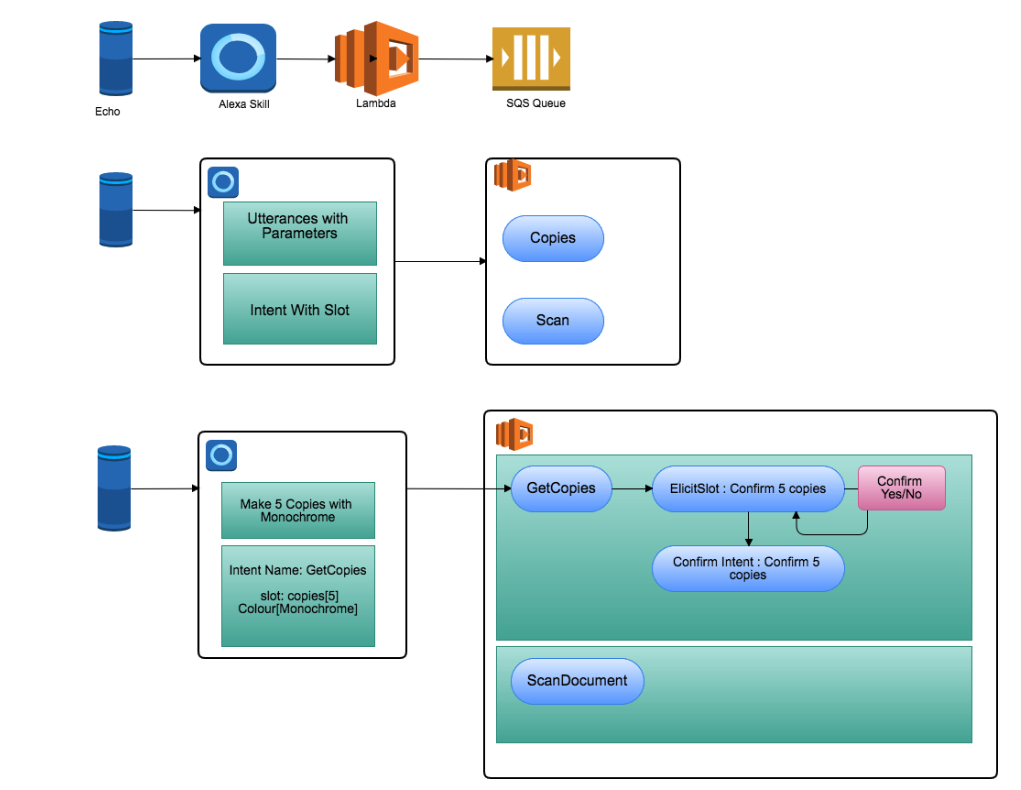 Echo
Alexa Skill
Lambda
SQS Queue
Utterances with
Parameters
Intent With Slot
Copies
Scan
Make 5 Copies with
Monochrome
Intent Name: GetCopies
slot: copies[5]
Colour[Monochrome]
GetCopies
ElicitSlot : Confirm 5 copies
Confirm
Yes/No
Confirm Intent : Confirm 5
copies
ScanDocument